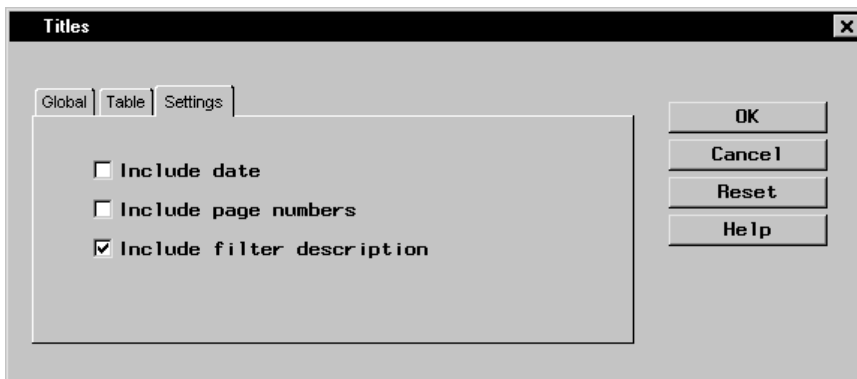 Titles
Global Table Settings
Include date
Include page numbers
Include filter description
OK
Cancel
Reset
Help